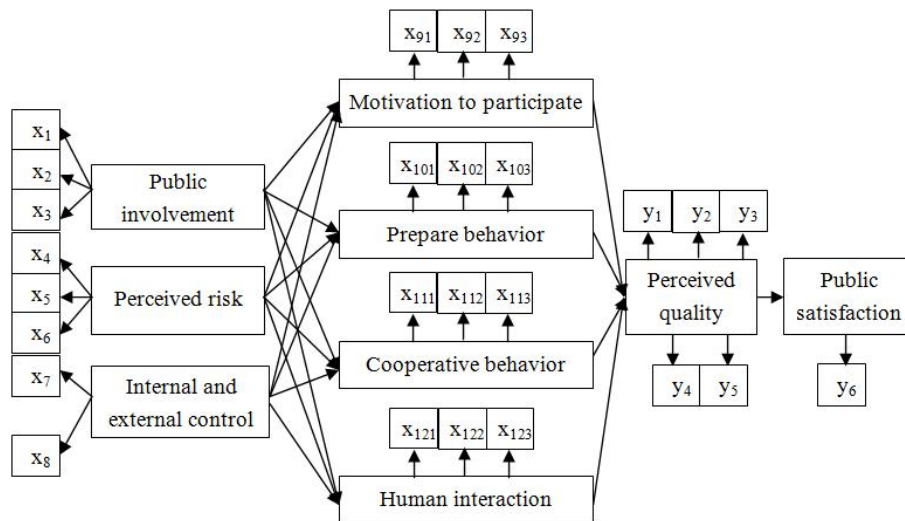 x₉₁ x₉₂ x₉₃
Motivation to participate
x₁
x₂
x₃
Public
involvement
x₁₀₁ x₁₀₂ x₁₀₃
Prepare behavior
x₄
x₅
x₆
Perceived risk
x₁₁₁ x₁₁₂ x₁₁₃
Cooperative behavior
x₇
x₈
Internal and
external control
x₁₂₁ x₁₂₂ x₁₂₃
Human interaction
y₁ y₂ y₃
Perceived
quality
y₄ y₅
Public
satisfaction
y₆